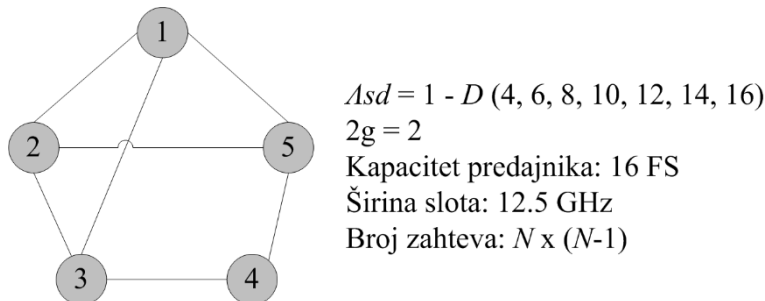 1
2
5
3
4
Λsd = 1 - D (4, 6, 8, 10, 12, 14, 16)
2g = 2
Kapacitet predajnika: 16 FS
Širina slota: 12.5 GHz
Broj zahteva: N x (N-1)